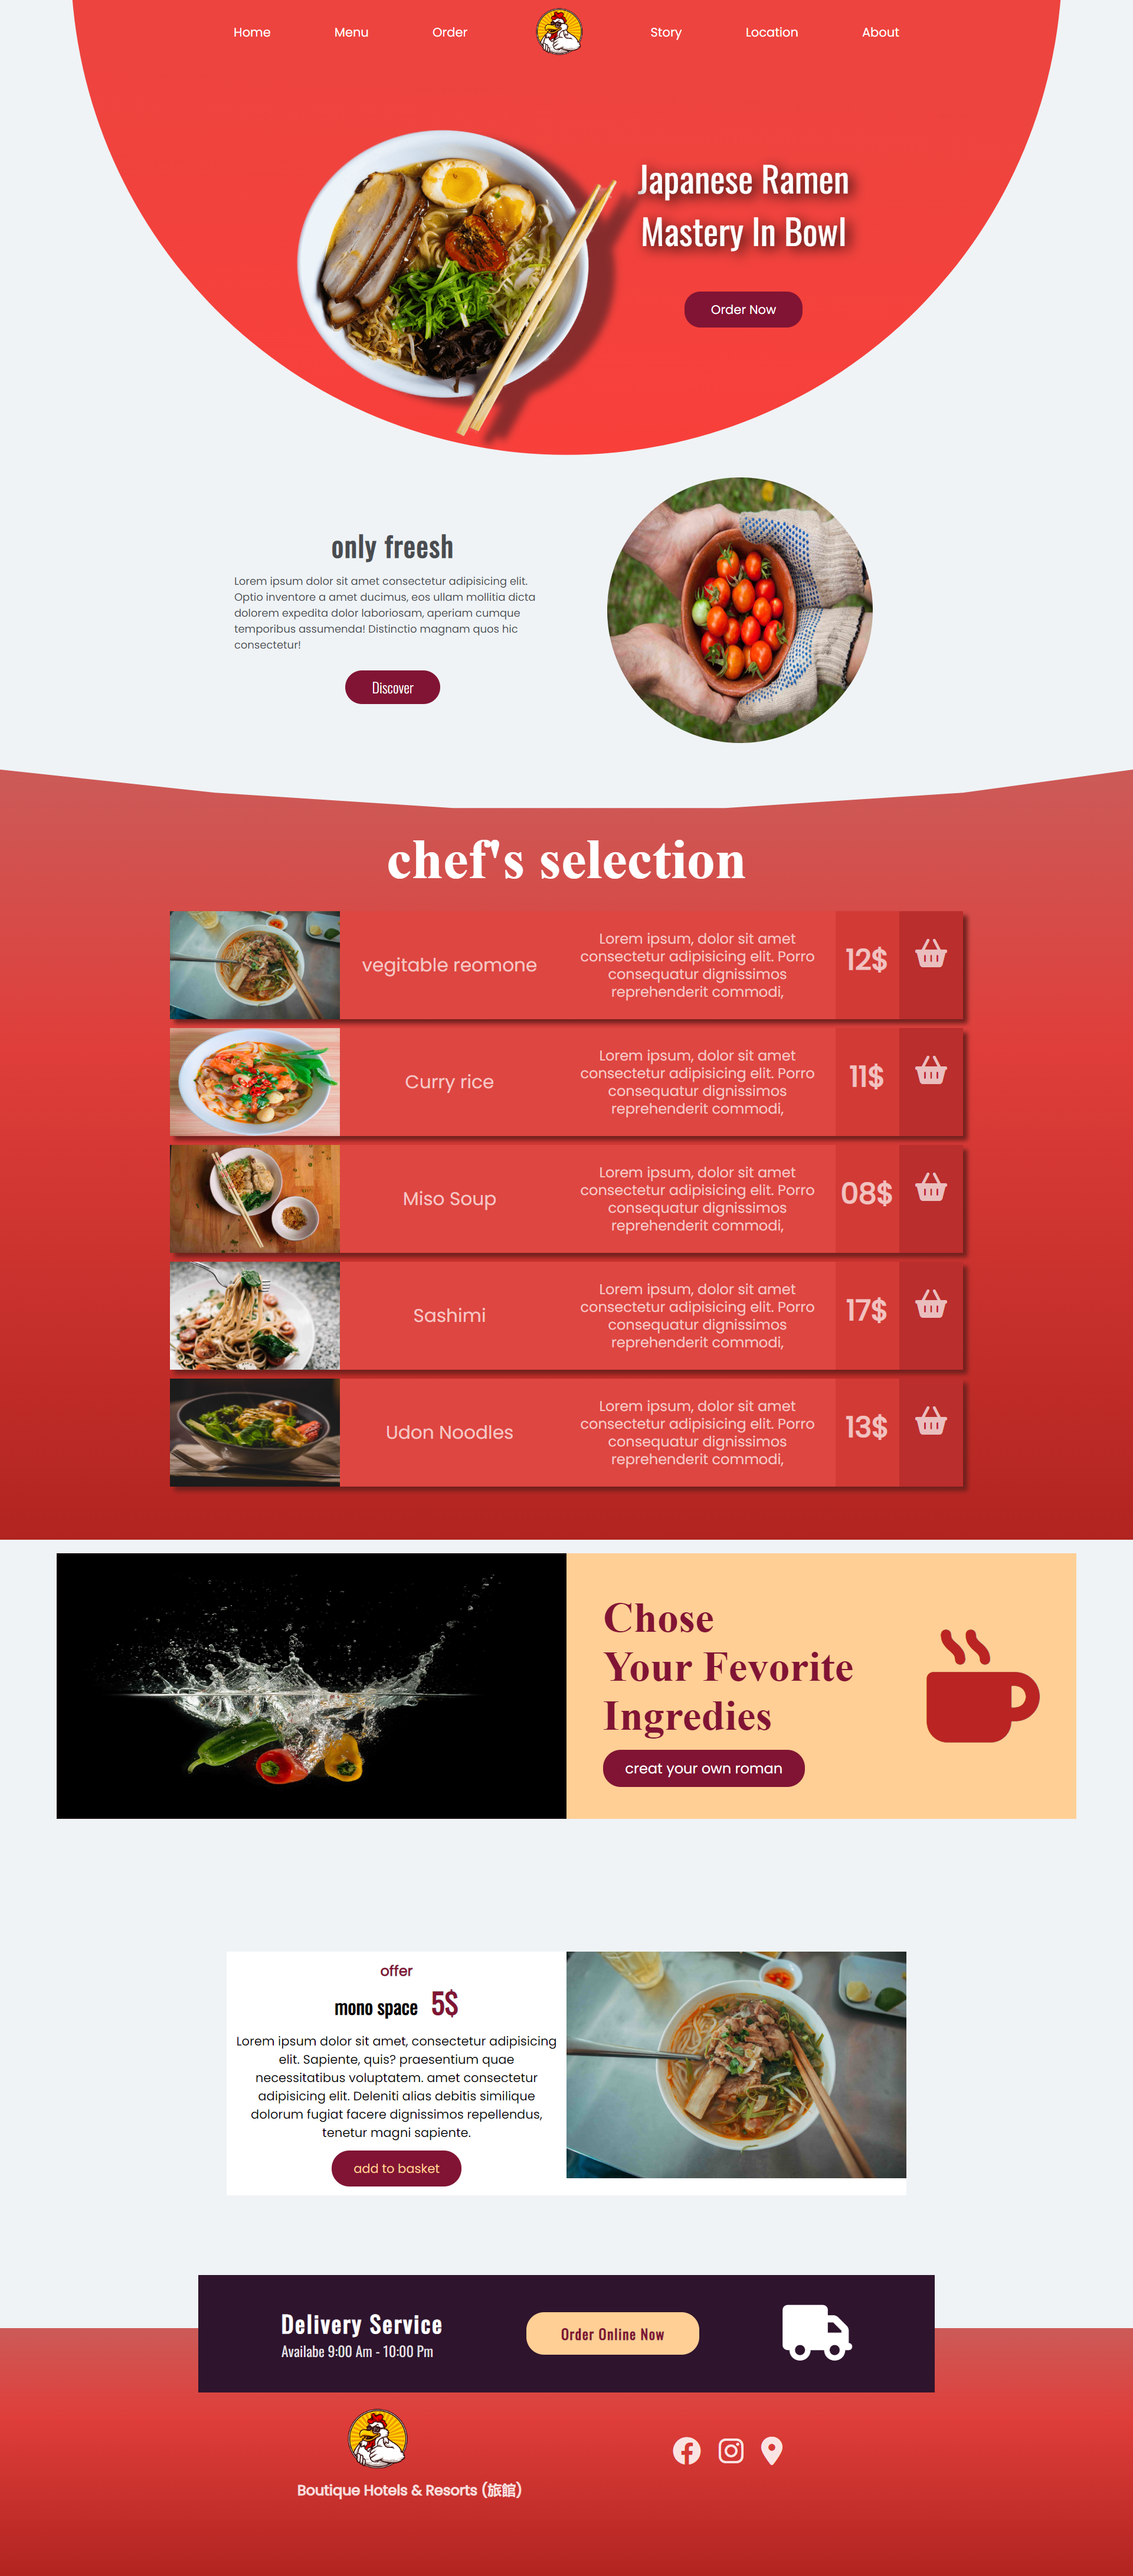 Home Menu Order Story Location About
Japanese Ramen
Mastery In Bowl
Order Now
only freesh
Lorem ipsum dolor sit amet consectetur adipisicing elit.
Optio inventore a amet ducimus, eos ullam mollitia dicta
dolorem expedita dolor laboriosam, aperiam cumque
temporibus assumenda! Distinctio magnam quos hic
consectetur!
Discover
chef's selection
vegitable reomone
Lorem ipsum, dolor sit amet
consectetur adipisicing elit. Porro
consequatur dignissimos
reprehenderit commodi,
12$
Curry rice
Lorem ipsum, dolor sit amet
consectetur adipisicing elit. Porro
consequatur dignissimos
reprehenderit commodi,
11$
Miso Soup
Lorem ipsum, dolor sit amet
consectetur adipisicing elit. Porro
consequatur dignissimos
reprehenderit commodi,
08$
Sashimi
Lorem ipsum, dolor sit amet
consectetur adipisicing elit. Porro
consequatur dignissimos
reprehenderit commodi,
17$
Udon Noodles
Lorem ipsum, dolor sit amet
consectetur adipisicing elit. Porro
consequatur dignissimos
reprehenderit commodi,
13$
Chose
Your Fevorite
Ingredies
creat your own roman
offer
mono space 5$
Lorem ipsum dolor sit amet, consectetur adipisicing
elit. Sapiente, quis? praesentium quae
necessitatibus voluptatem. amet consectetur
adipisicing elit. Deleniti alias debitis similique
dolorum fugiat facere dignissimos repellendus,
tenetur magni sapiente.
add to basket
Delivery Service
Availabe 9:00 Am - 10:00 Pm
Order Online Now
Boutique Hotels & Resorts (旅館)